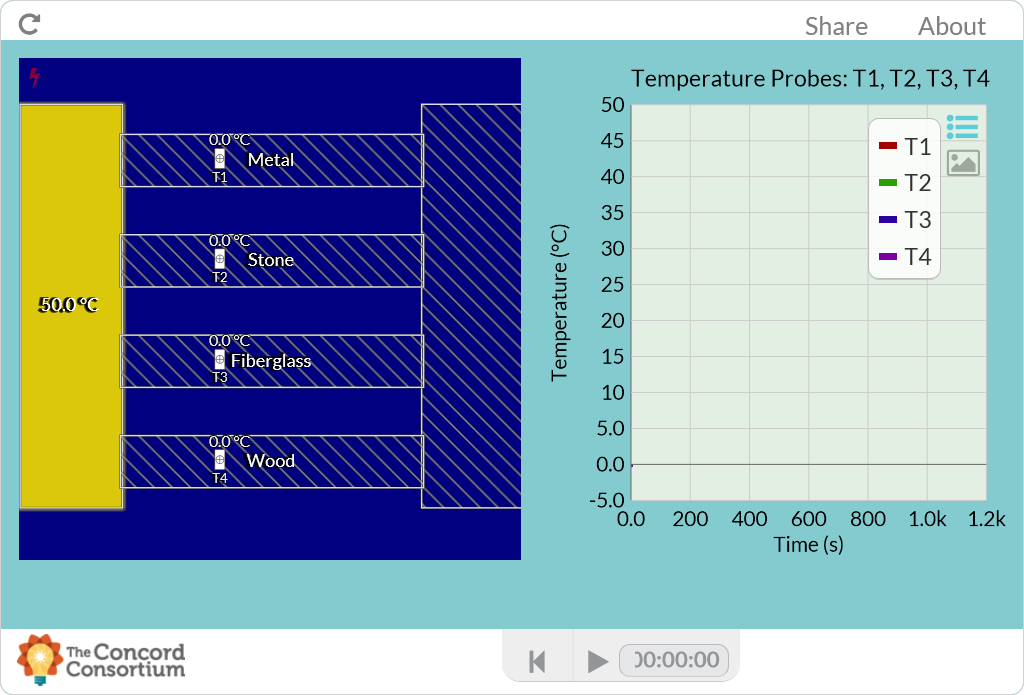 Share About
Temperature Probes: T1, T2, T3, T4
50.0 °C
0.0 °C
Metal
T1
0.0 °C
Stone
T2
0.0 °C
Fiberglass
T3
0.0 °C
Wood
T4
Temperature (°C)
50
45
40
35
30
25
20
15
10
5.0
0.0
-5.0
0.0 200 400 600 800 1.0k 1.2k
Time (s)
T1
T2
T3
T4
The Concord
Consortium
00:00:00